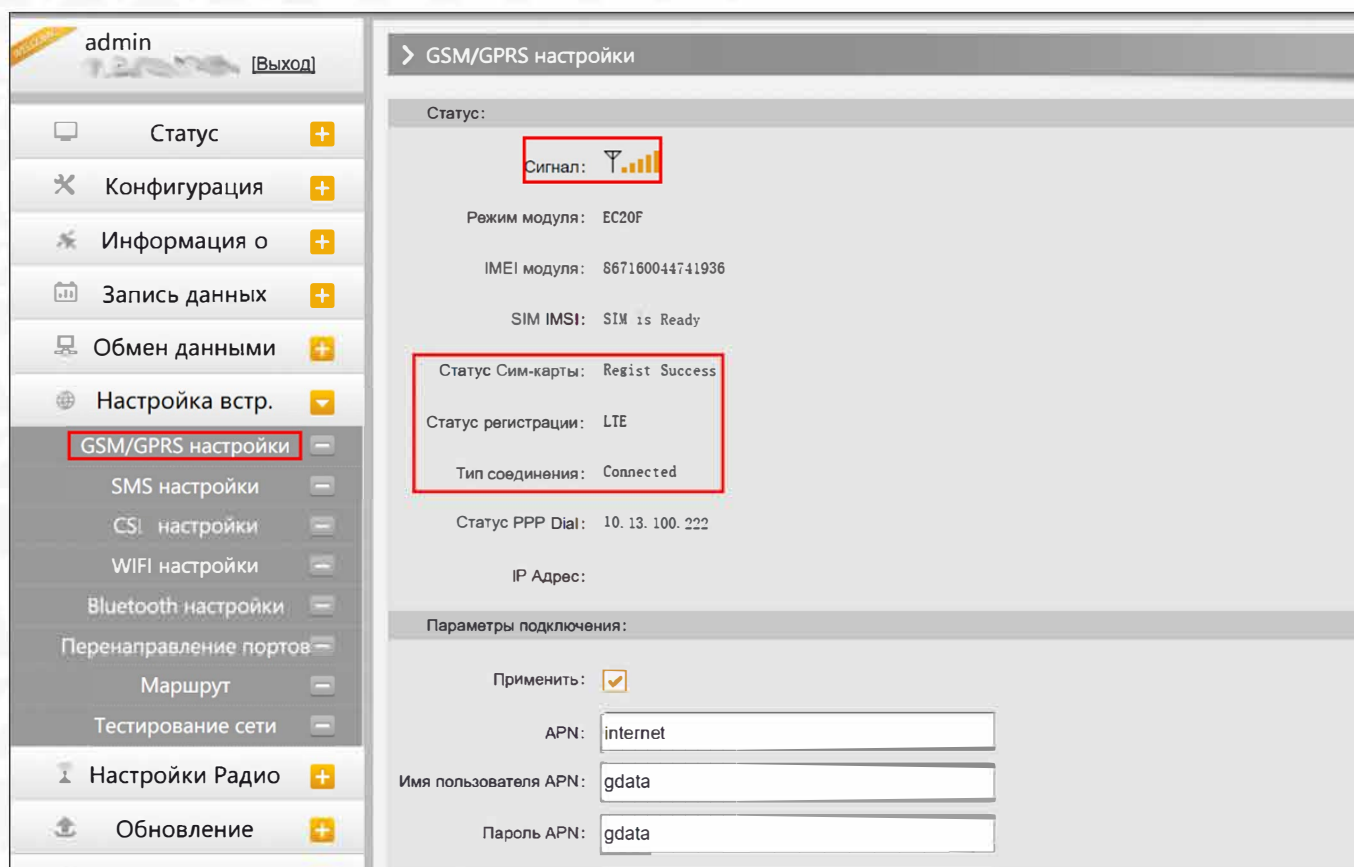 admin
[Выход]
Статус
Конфигурация
Информация о
Запись данных
Обмен данными
Настройка встр.
GSM/GPRS настройки
SMS настройки
настройки
WIFI настройки
Bluetooth настройки
Перенаправление портов
Маршрут
Тестирование сети
Настройки Радио
Обновление
GSM/GPRS настройки
Статус:
Сигнал:
Режим модуля: EC20F
IMEI модуля: 867160044741936
SIM IMSI: SIM is Ready
Статус Сим-карты: Regist Success
Статус регистрации: LTE
Тип соединения: Connected
Статус PPP Dial: 10.13.100.222
IP Адрес:
Параметры подключения:
Применить:
APN: internet
Имя пользователя APN: gdata
Пароль APN: gdata